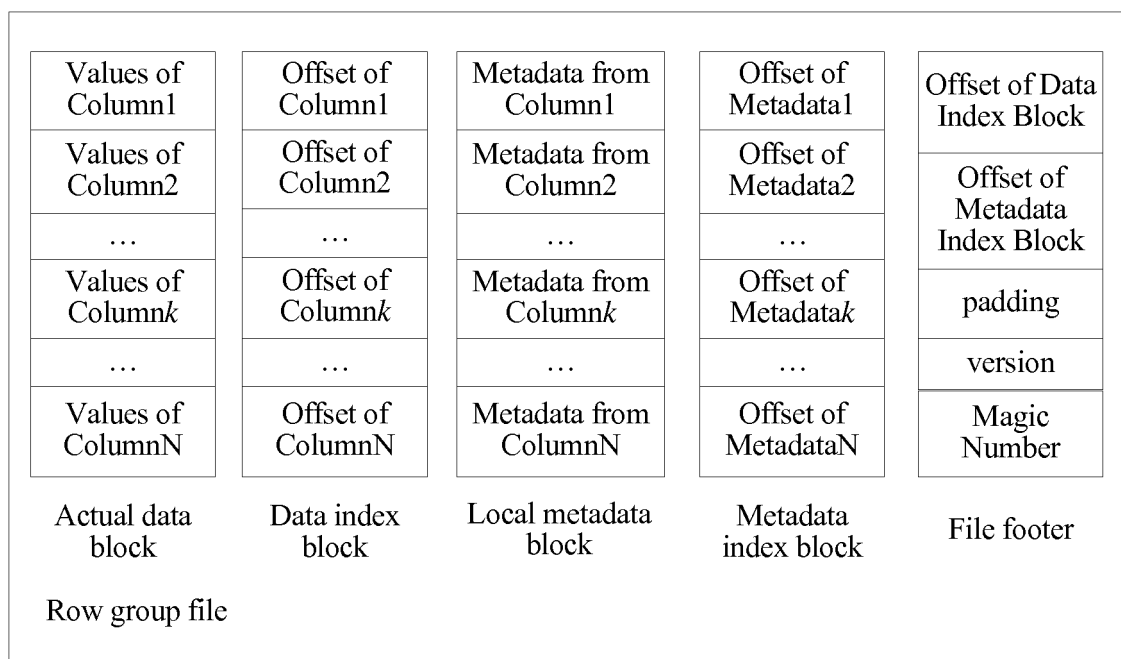 Values of
Column1
Values of
Column2
…
Values of
Columnk
…
Values of
ColumnN
Actual data
block
Offset of
Column1
Offset of
Column2
…
Offset of
Columnk
…
Offset of
ColumnN
Data index
block
Metadata from
Column1
Metadata from
Column2
…
Metadata from
Columnk
…
Metadata from
ColumnN
Local metadata
block
Offset of
Metadata1
Offset of
Metadata2
…
Offset of
Metadatak
…
Offset of
MetadataN
Metadata
index block
Offset of Data
Index Block
Offset of
Metadata
Index Block
padding
version
Magic
Number
File footer
Row group file